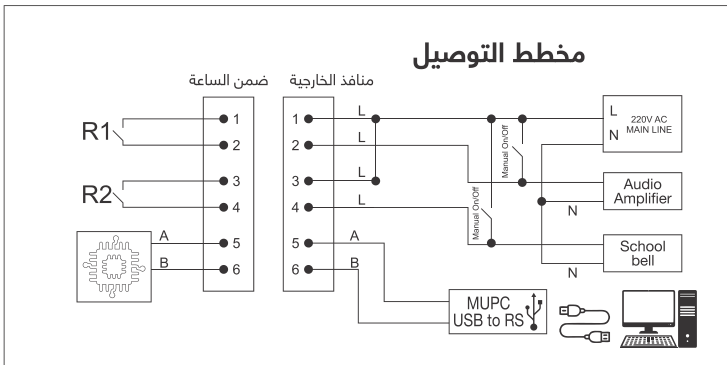 مخطط التوصيل
منافذ الخارجية
ضمن الساعة
R1
R2
1
2
3
4
5
6
A
B
1
2
3
4
5
6
L
L
L
L
A
B
Manual On/Off
Manual On/Off
L
N
220V AC
MAIN LINE
Audio
Amplifier
N
School
bell
N
MUPC
USB to RS